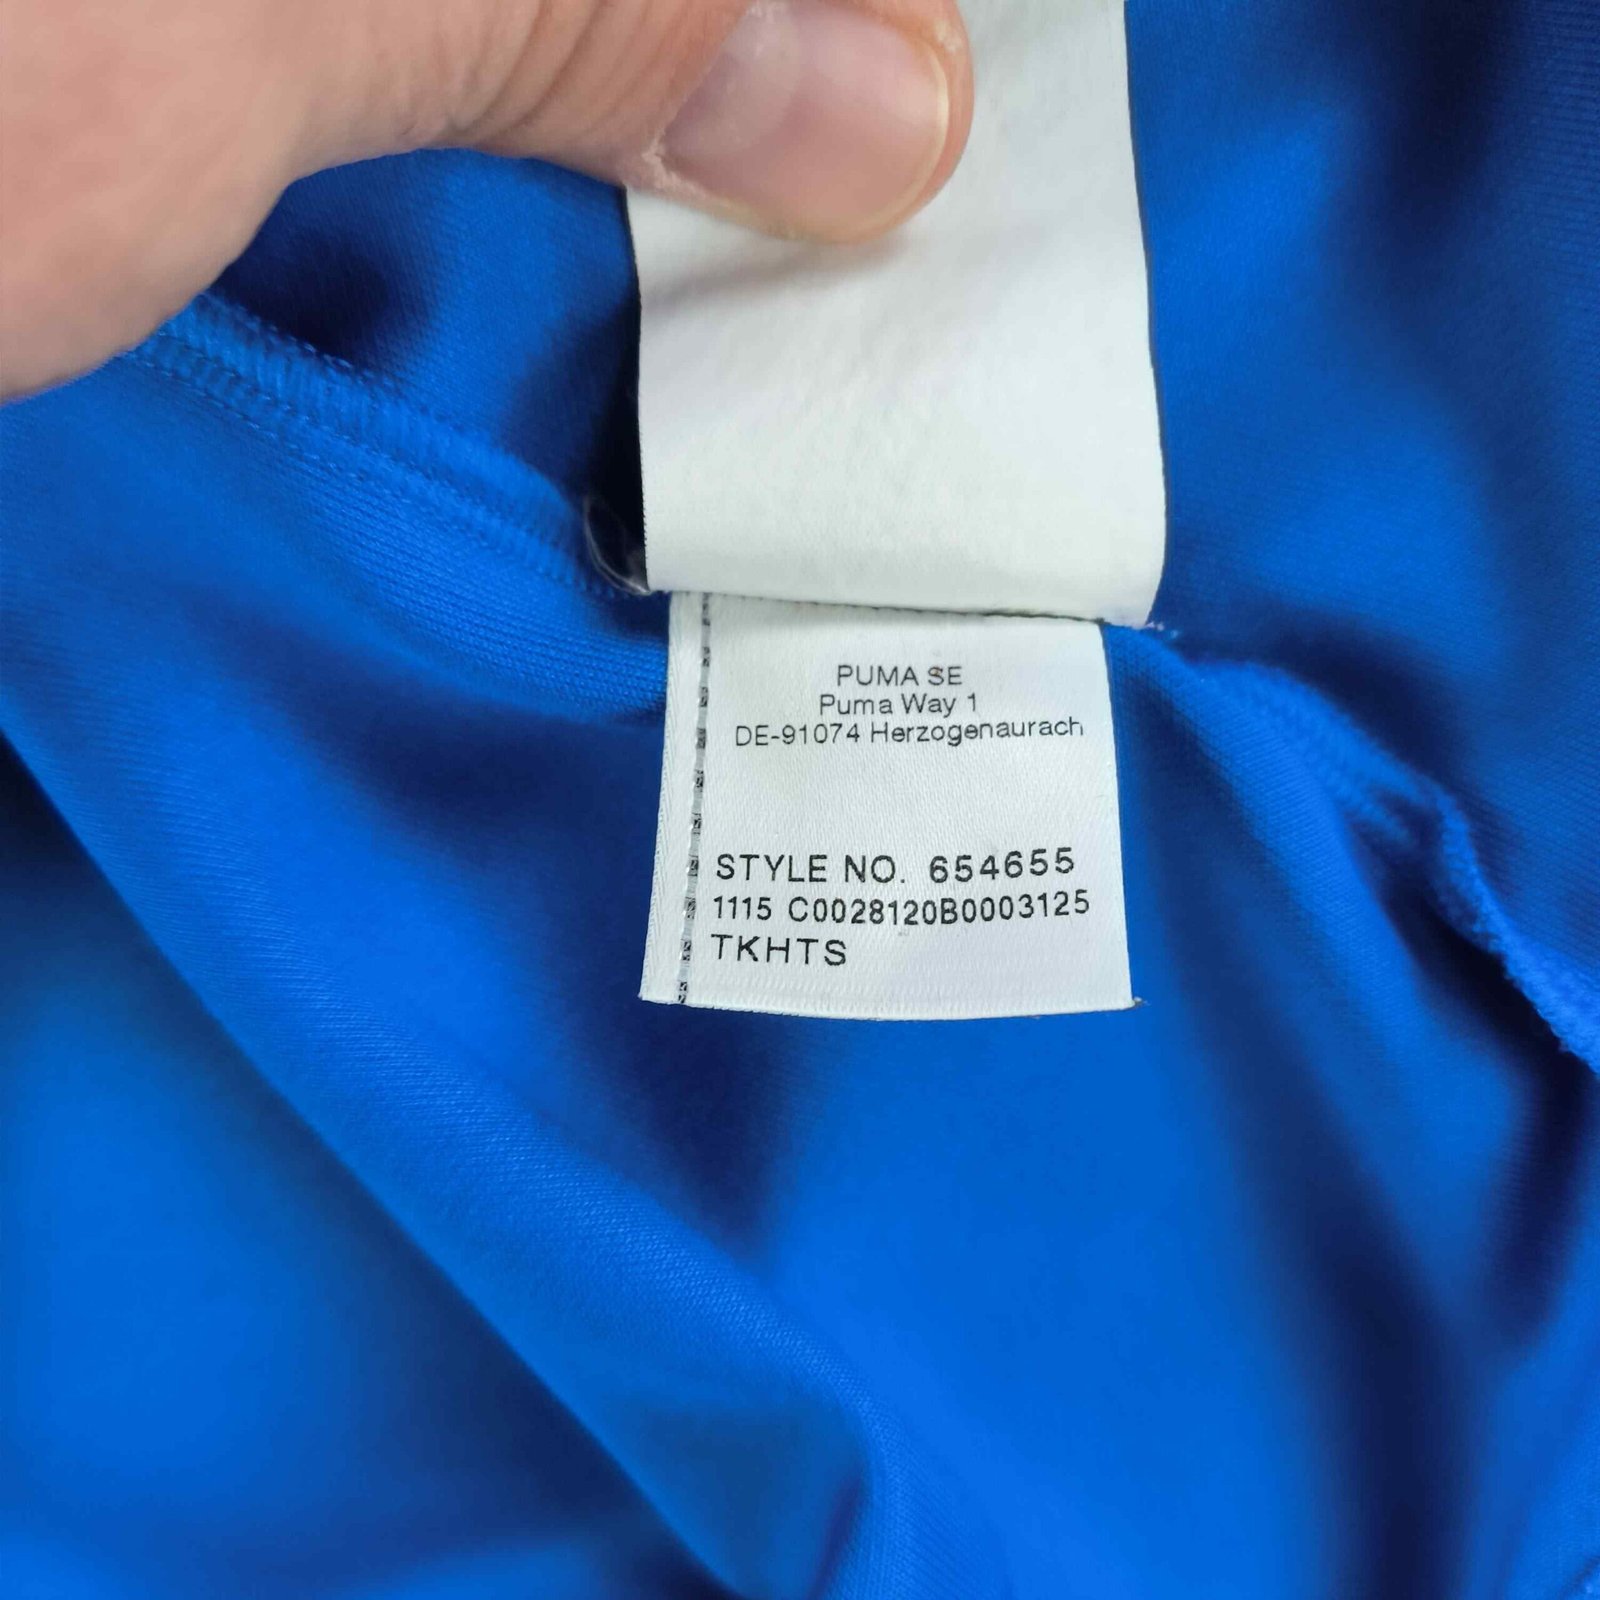 PUMA SE
Puma Way 1
DE-91074 Herzogenaurach
STYLE NO. 654655
1115 C0028120B0003125
TKHTS